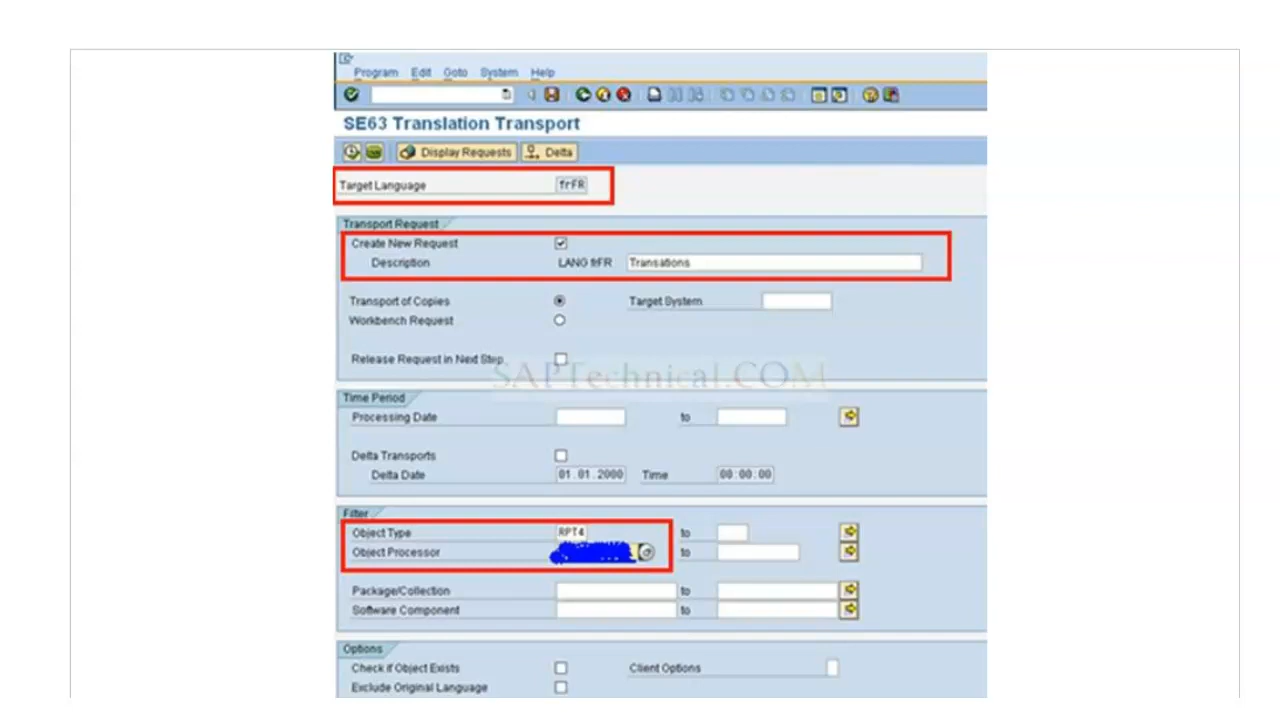 Program Edit Goto System Help
SE63 Translation Transport
Display Requests Delta
Target Language frFR
Transport Request
Create New Request
Description LANG frFR Transations
Transport of Copies Target System
Workbench Request
Release Request in Next Step
SAPTechnical.COM
Time Period
Processing Date to
Delta Transports
Delta Date 01.01.2000 Time 00:00:00
Filter
Object Type RPT4 to
Object Processor to
Package/Collection to
Software Component to
Options
Check if Object Exists Client Options
Exclude Original Language